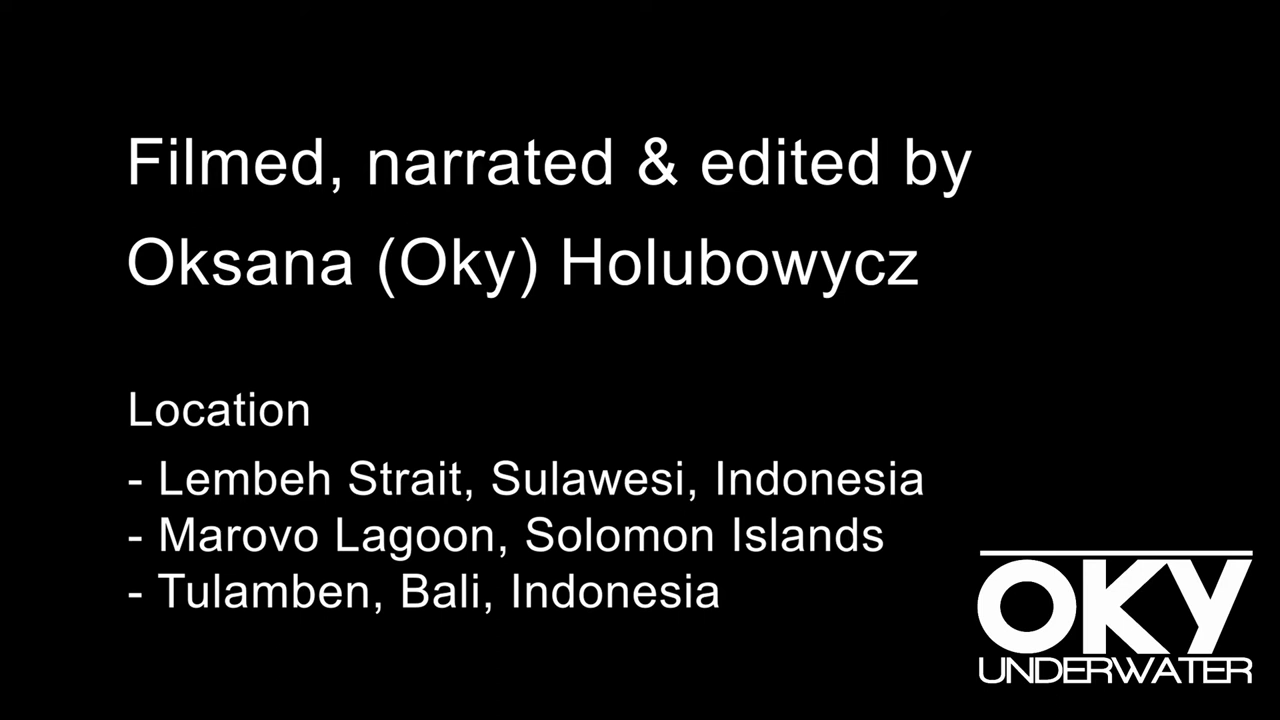 Filmed, narrated & edited by
Oksana (Oky) Holubowycz
Location
- Lembeh Strait, Sulawesi, Indonesia
- Marovo Lagoon, Solomon Islands
- Tulamben, Bali, Indonesia
OKY
UNDERWATER